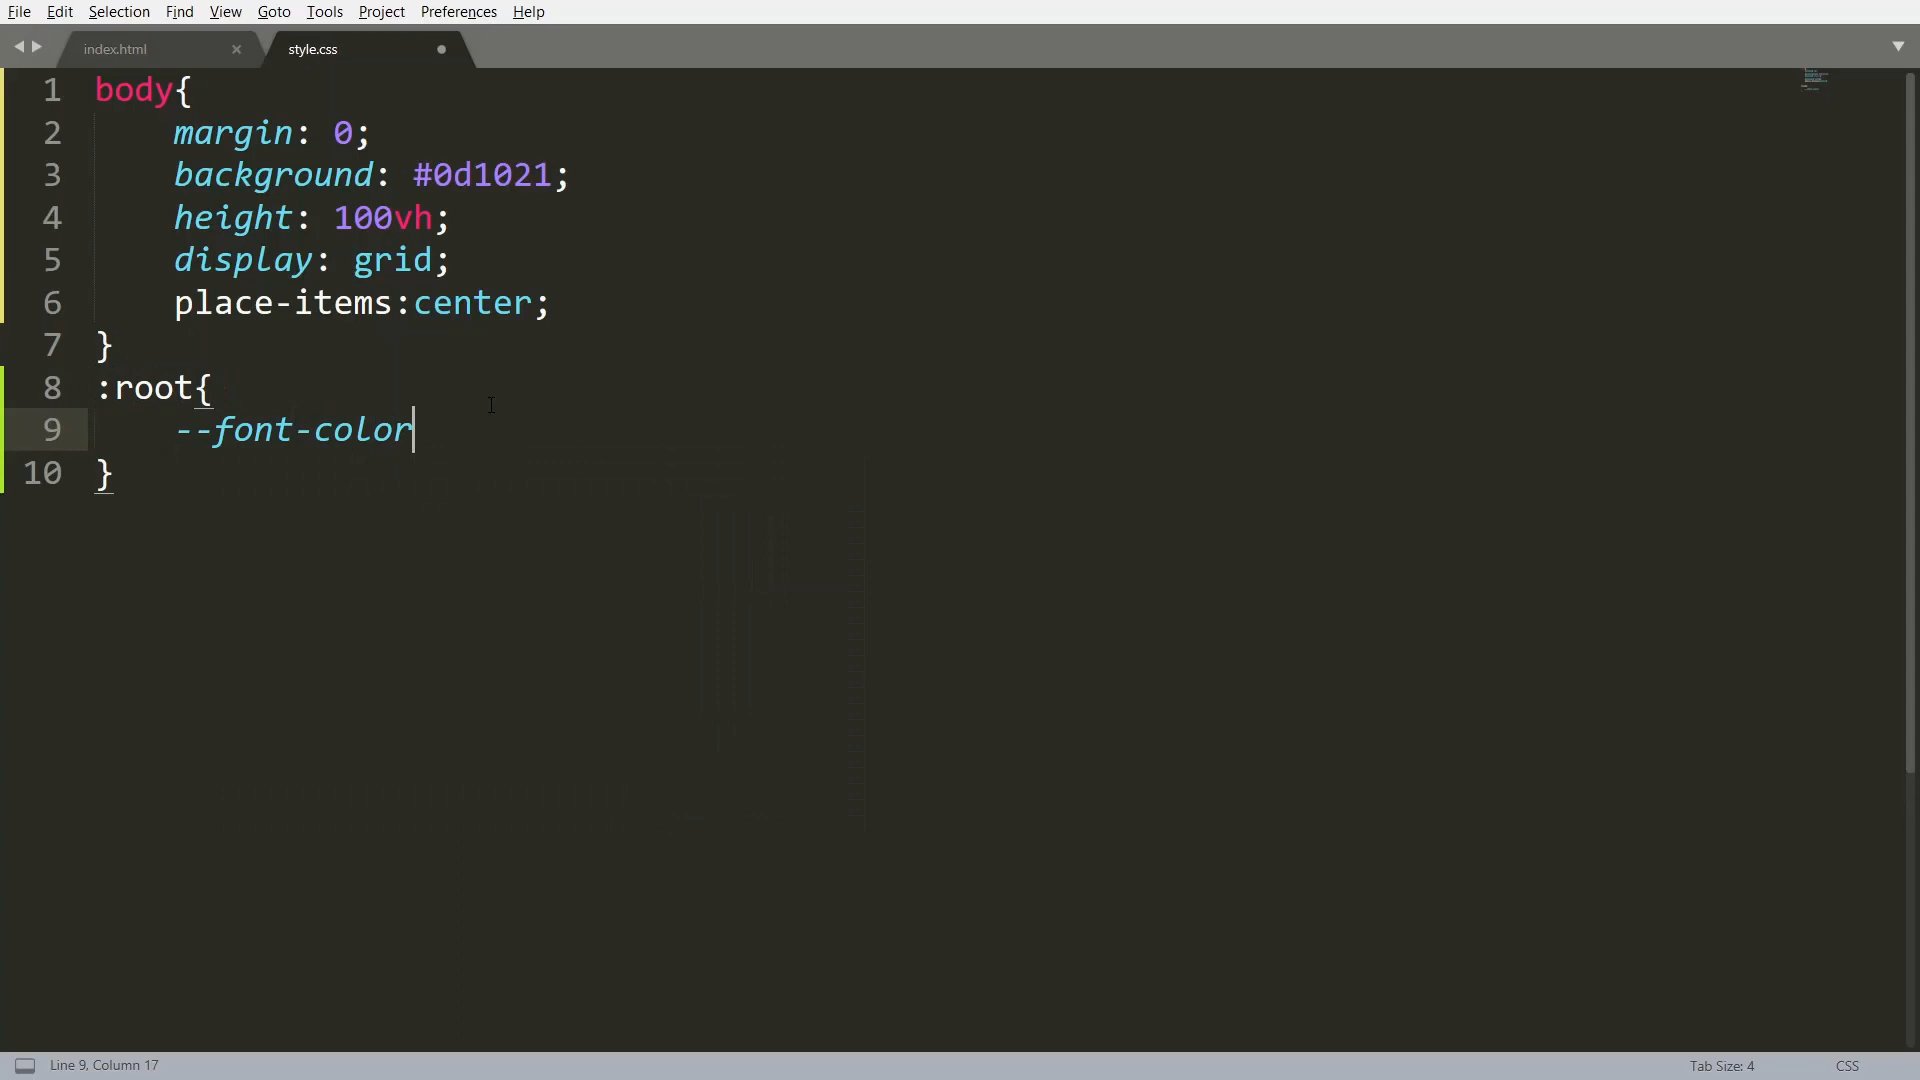 File Edit Selection Find View Goto Tools Project Preferences Help
index.html × style.css
1 body{
2 margin: 0;
3 background: #0d1021;
4 height: 100vh;
5 display: grid;
6 place-items:center;
7 }
8 :root{
9 --font-color
10 }
Line 9, Column 17 Tab Size: 4 CSS